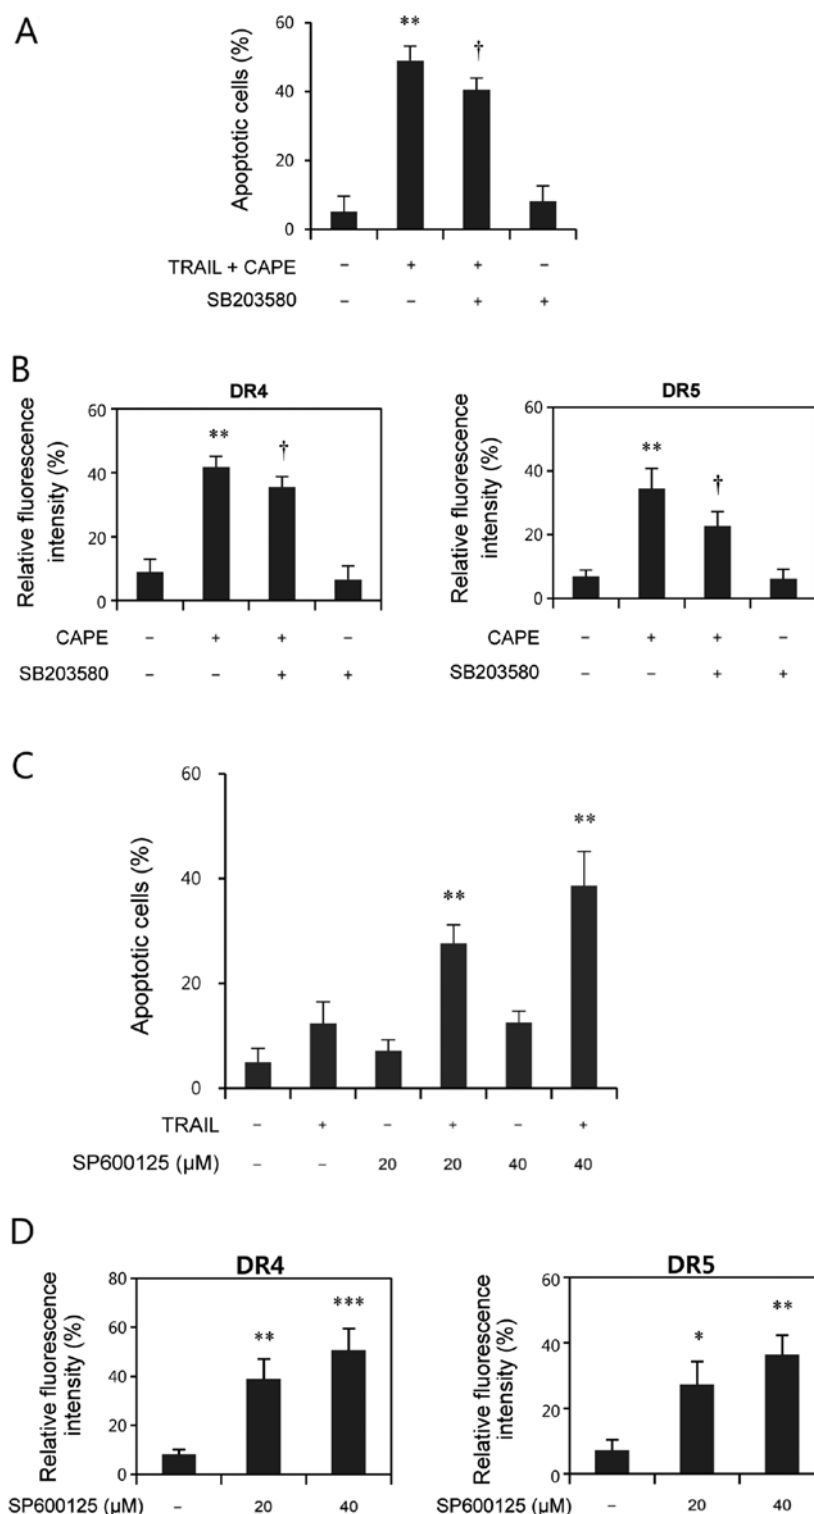 A
Apoptotic cells (%)
60
40
20
0
**
†
TRAIL + CAPE – + + –
SB203580 – – + +
B
DR4
Relative fluorescence
intensity (%)
60
40
20
0
**
†
CAPE – + + –
SB203580 – – + +
DR5
Relative fluorescence
intensity (%)
60
40
20
0
**
†
CAPE – + + –
SB203580 – – + +
C
Apoptotic cells (%)
60
40
20
0
**
**
TRAIL – + – + – +
SP600125 (µM) – – 20 20 40 40
D
DR4
Relative fluorescence
intensity (%)
80
60
40
20
0
**
***
SP600125 (µM) – 20 40
DR5
Relative fluorescence
intensity (%)
60
40
20
0
*
**
SP600125 (µM) – 20 40